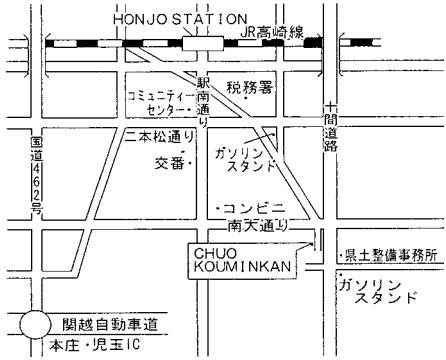 HONJO STATION
JR高崎線
コミュニティー
センター・
駅南通り
税務署
十間道路
国道462号
二本松通り
交番・
ガソリン
スタンド
・コンビニ
南大通り
CHUO
KOUMINKAN
・県土整備事務所
ガソリン
スタンド
関越自動車道
本庄・児玉IC